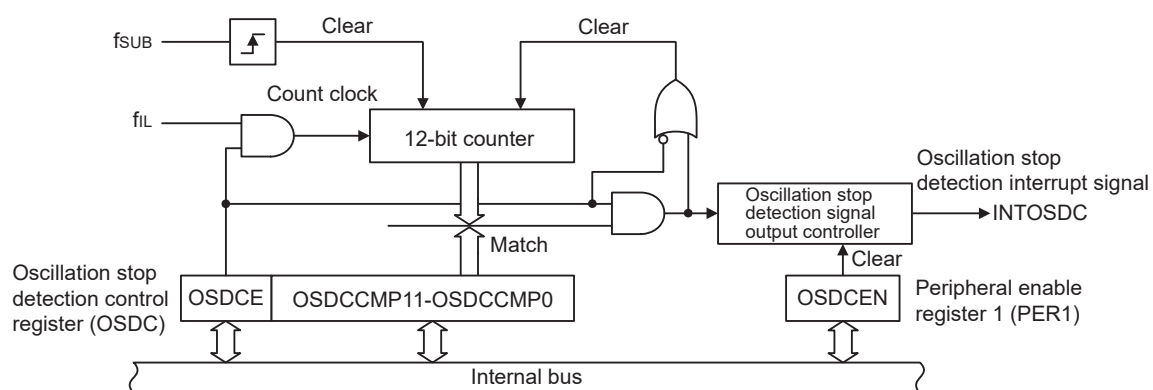 fSUB
Clear
Clear
Count clock
fIL
12-bit counter
Oscillation stop
detection interrupt signal
INTOSDC
Oscillation stop
detection signal
output controller
Match
Clear
Oscillation stop
detection control
register (OSDC)
OSDCE
OSDCCMP11-OSDCCMP0
OSDCEN
Peripheral enable
register 1 (PER1)
Internal bus